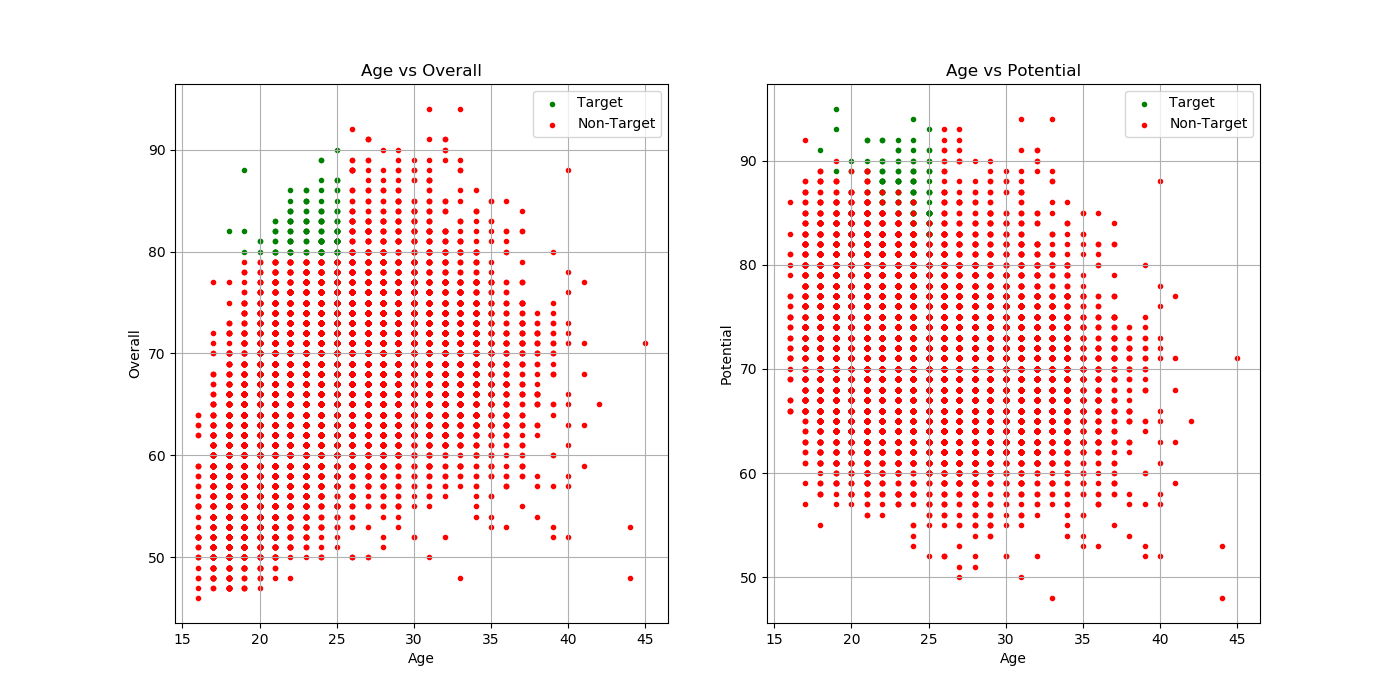 Age vs Overall
Target
Non-Target
Overall
90
80
70
60
50
15 20 25 30 35 40 45
Age
Age vs Potential
Target
Non-Target
Potential
90
80
70
60
50
15 20 25 30 35 40 45
Age